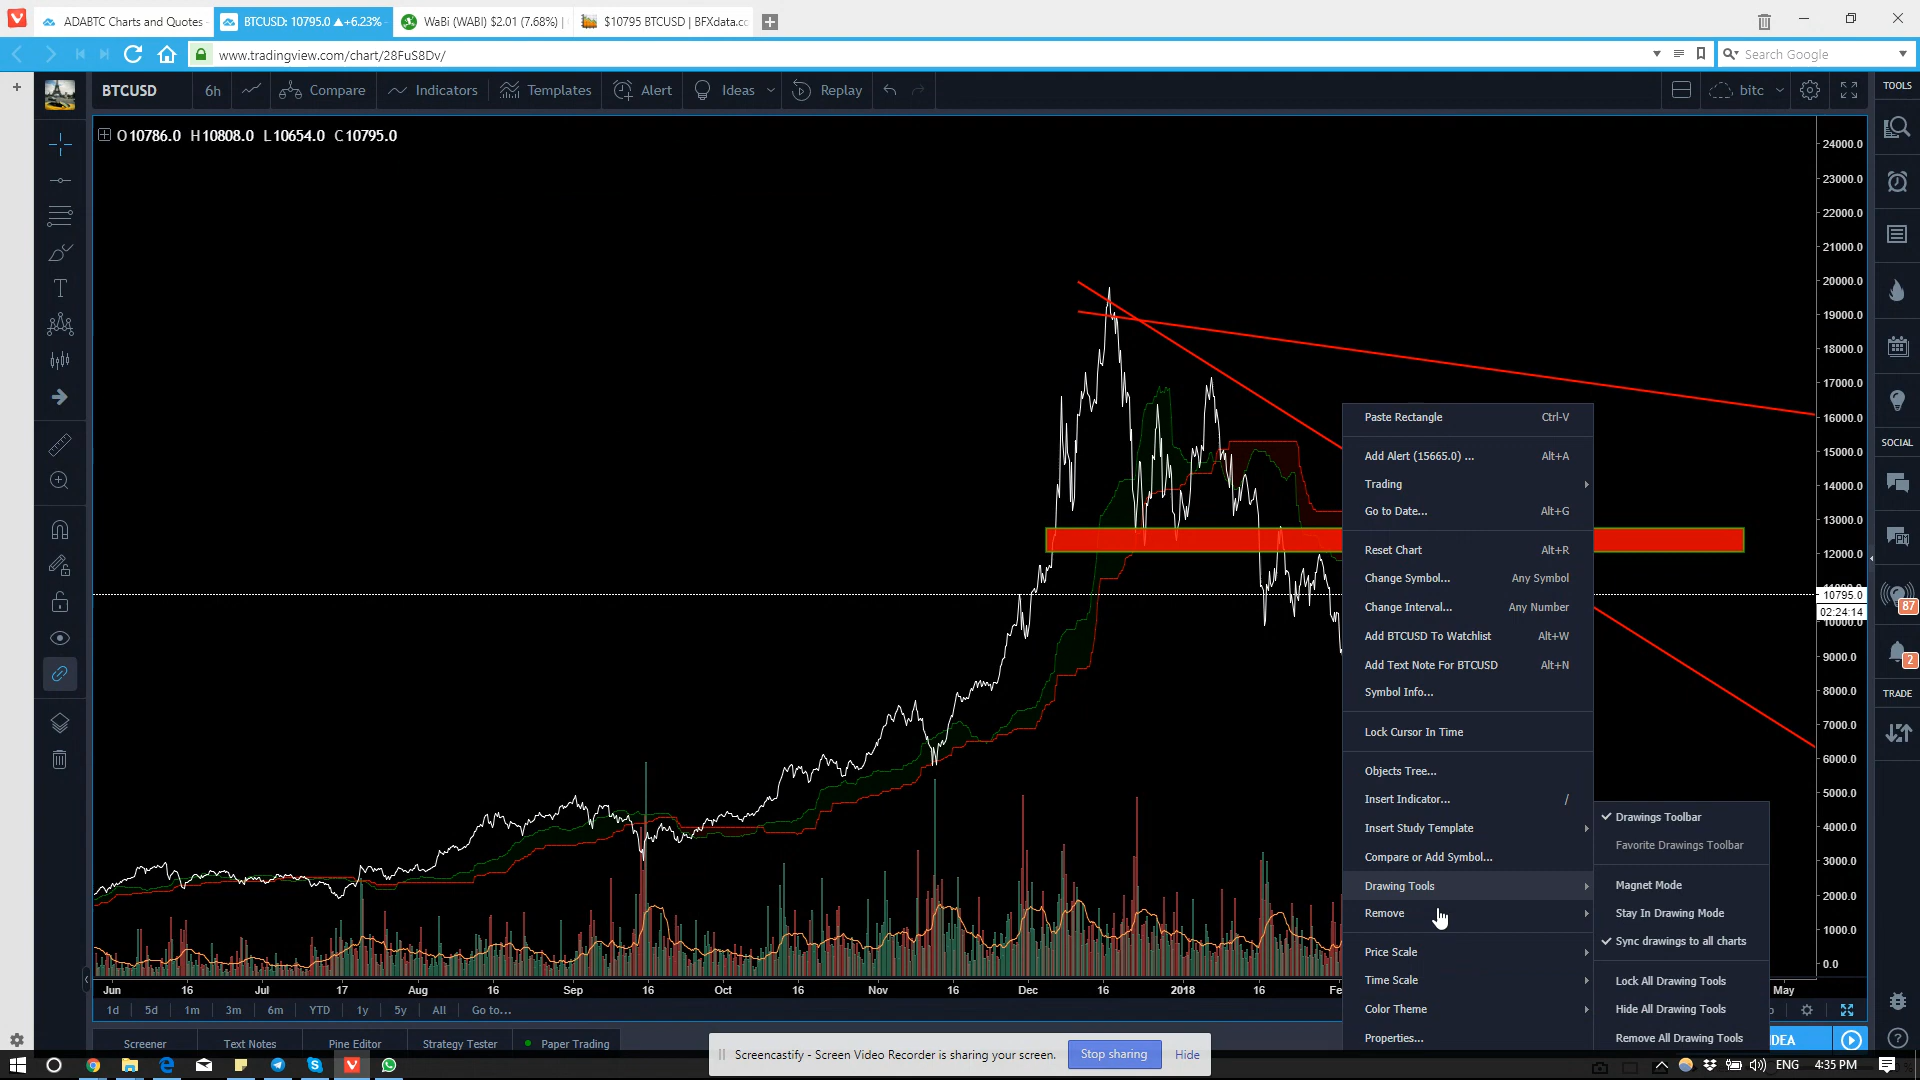 ADABTC Charts and Quotes
BTCUSD: 10795.0 ▲+6.23%
WaBi (WABI) $2.01 (7.68%) |
$10795 BTCUSD | BFXdata.cc
www.tradingview.com/chart/28FuS8Dv/
Search Google
BTCUSD
6h
Compare
Indicators
Templates
Alert
Ideas
Replay
bitc
TOOLS
O10786.0 H10808.0 L10654.0 C10795.0
24000.0
23000.0
22000.0
21000.0
20000.0
19000.0
18000.0
17000.0
16000.0
15000.0
14000.0
13000.0
12000.0
10795.0
02:24:14
10000.0
9000.0
8000.0
7000.0
6000.0
5000.0
4000.0
3000.0
2000.0
1000.0
0.0
SOCIAL
87
2
TRADE
Paste Rectangle Ctrl-V
Add Alert (15665.0) ... Alt+A
Trading
Go to Date... Alt+G
Reset Chart Alt+R
Change Symbol... Any Symbol
Change Interval... Any Number
Add BTCUSD To Watchlist Alt+W
Add Text Note For BTCUSD Alt+N
Symbol Info...
Lock Cursor In Time
Objects Tree...
Insert Indicator... /
Insert Study Template
Compare or Add Symbol...
Drawing Tools
Remove
Price Scale
Time Scale
Color Theme
Properties...
Drawings Toolbar
Favorite Drawings Toolbar
Magnet Mode
Stay In Drawing Mode
Sync drawings to all charts
Lock All Drawing Tools
Hide All Drawing Tools
Remove All Drawing Tools
Jun 16 Jul 17 Aug 16 Sep 16 Oct 16 Nov 16 Dec 16 2018 16 Fe May
1d 5d 1m 3m 6m YTD 1y 5y All Go to...
Screener Text Notes Pine Editor Strategy Tester Paper Trading
DEA
Screencastify - Screen Video Recorder is sharing your screen. Stop sharing Hide
ENG 4:35 PM